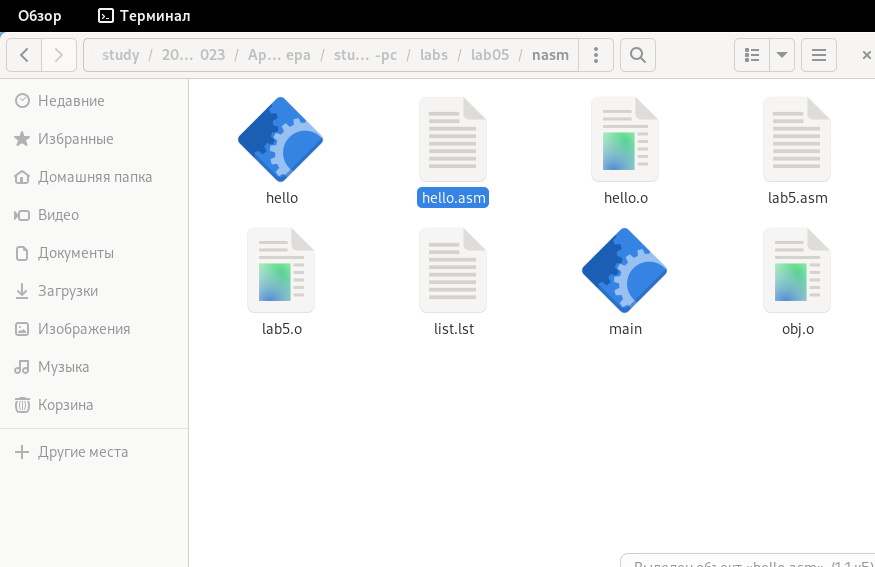 Обзор Терминал
study / 20… 023 / Ap… ера / stu… -pc / labs / lab05 / nasm
Недавние
Избранные
Домашняя папка
Видео
Документы
Загрузки
Изображения
Музыка
Корзина
Другие места
hello hello.asm hello.o lab5.asm
lab5.o list.lst main obj.o
Выделен объект «hello.asm» (1,1 кБ)